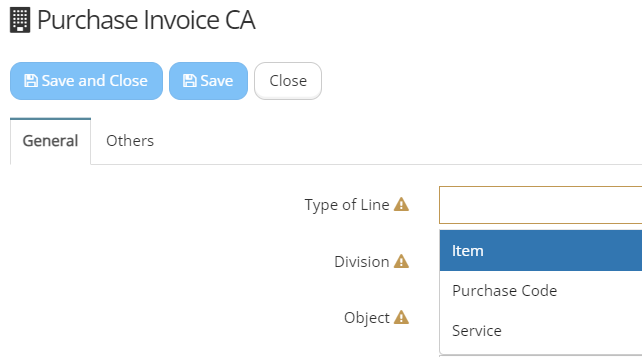 Purchase Invoice CA
Save and Close Save Close
General Others
Type of Line
Item
Division
Purchase Code
Object
Service